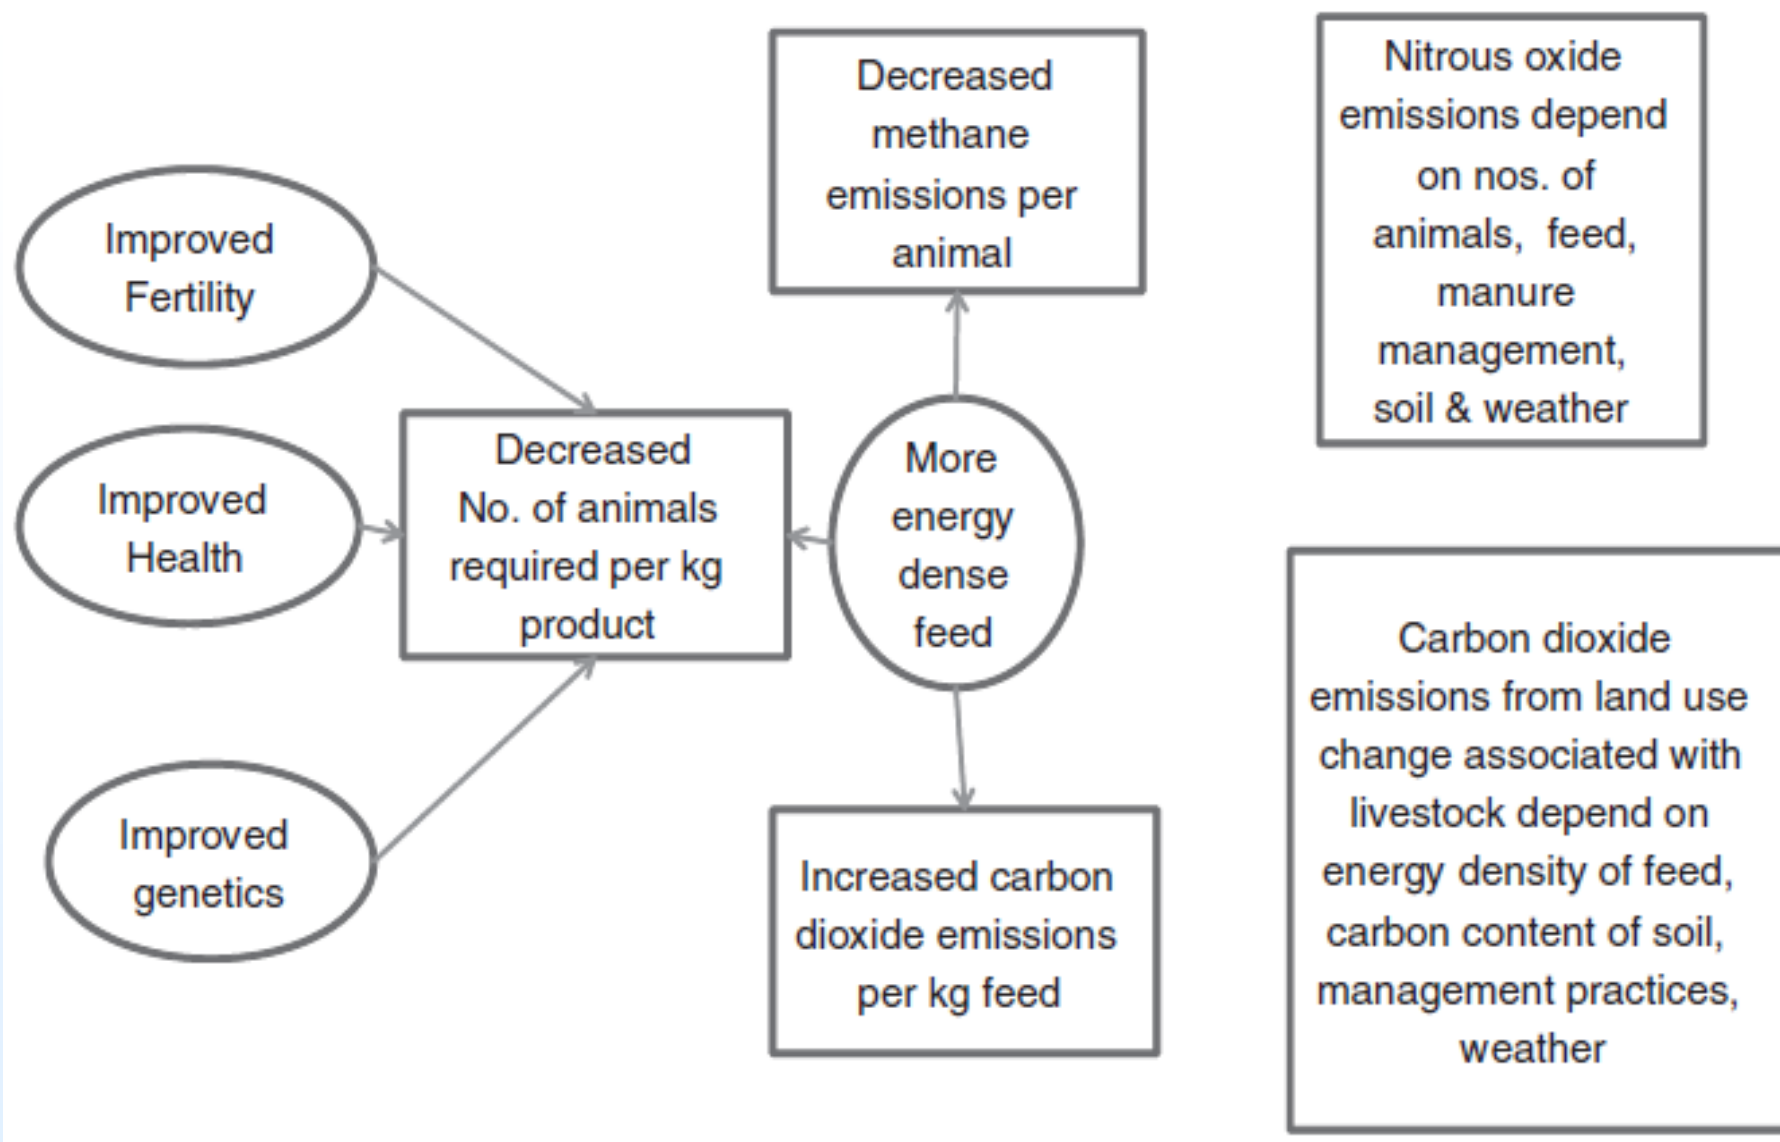 Improved
Fertility
Improved
Health
Improved
genetics
Decreased
No. of animals
required per kg
product
Decreased
methane
emissions per
animal
More
energy
dense
feed
Increased carbon
dioxide emissions
per kg feed
Nitrous oxide
emissions depend
on nos. of
animals, feed,
manure
management,
soil & weather
Carbon dioxide
emissions from land use
change associated with
livestock depend on
energy density of feed,
carbon content of soil,
management practices,
weather